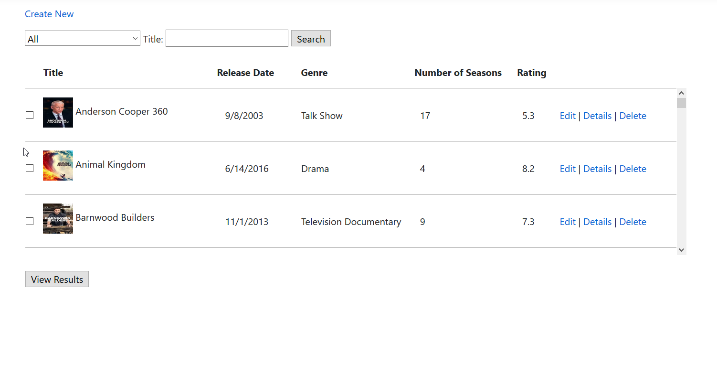 Create New
All Title: Search
Title Release Date Genre Number of Seasons Rating
Anderson Cooper 360 9/8/2003 Talk Show 17 5.3 Edit | Details | Delete
Animal Kingdom 6/14/2016 Drama 4 8.2 Edit | Details | Delete
Barnwood Builders 11/1/2013 Television Documentary 9 7.3 Edit | Details | Delete
View Results